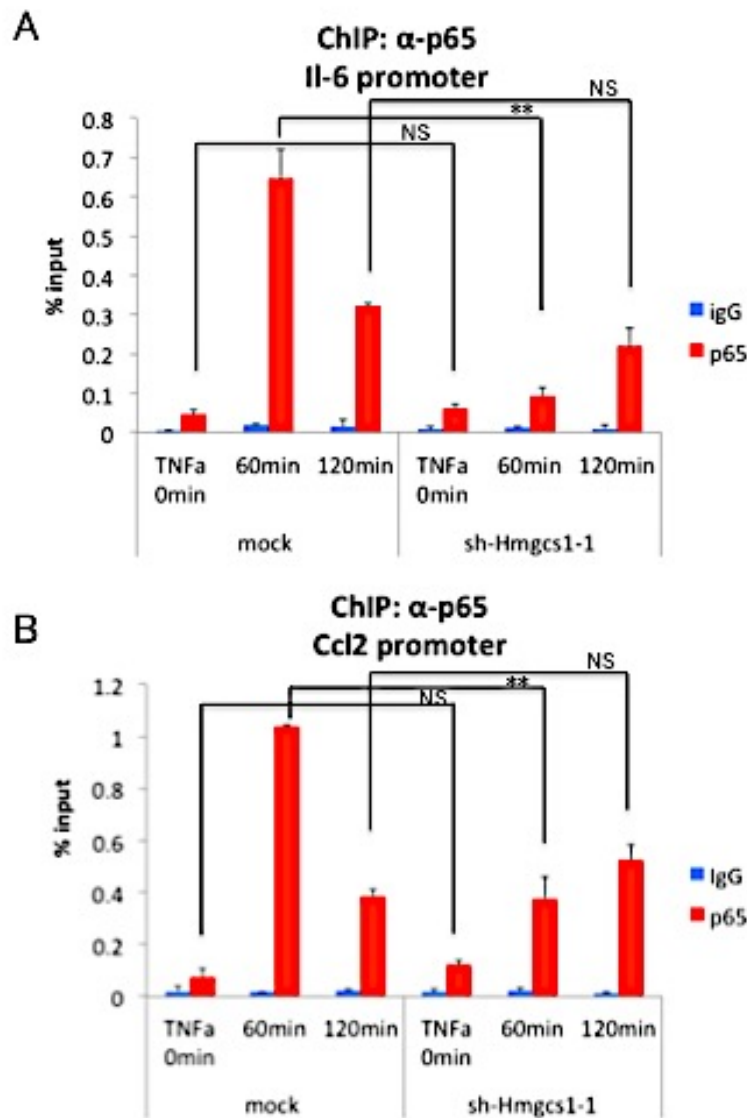 A
ChIP: α-p65
Il-6 promoter
NS
**
NS
0.8
0.7
0.6
0.5
0.4
0.3
0.2
0.1
0
% input
igG
p65
TNFa 0min
60min
120min
TNFa 0min
60min
120min
mock
sh-Hmgcs1-1
B
ChIP: α-p65
Ccl2 promoter
NS
**
NS
1.2
1
0.8
0.6
0.4
0.2
0
% input
IgG
p65
TNFa 0min
60min
120min
TNFa 0min
60min
120min
mock
sh-Hmgcs1-1